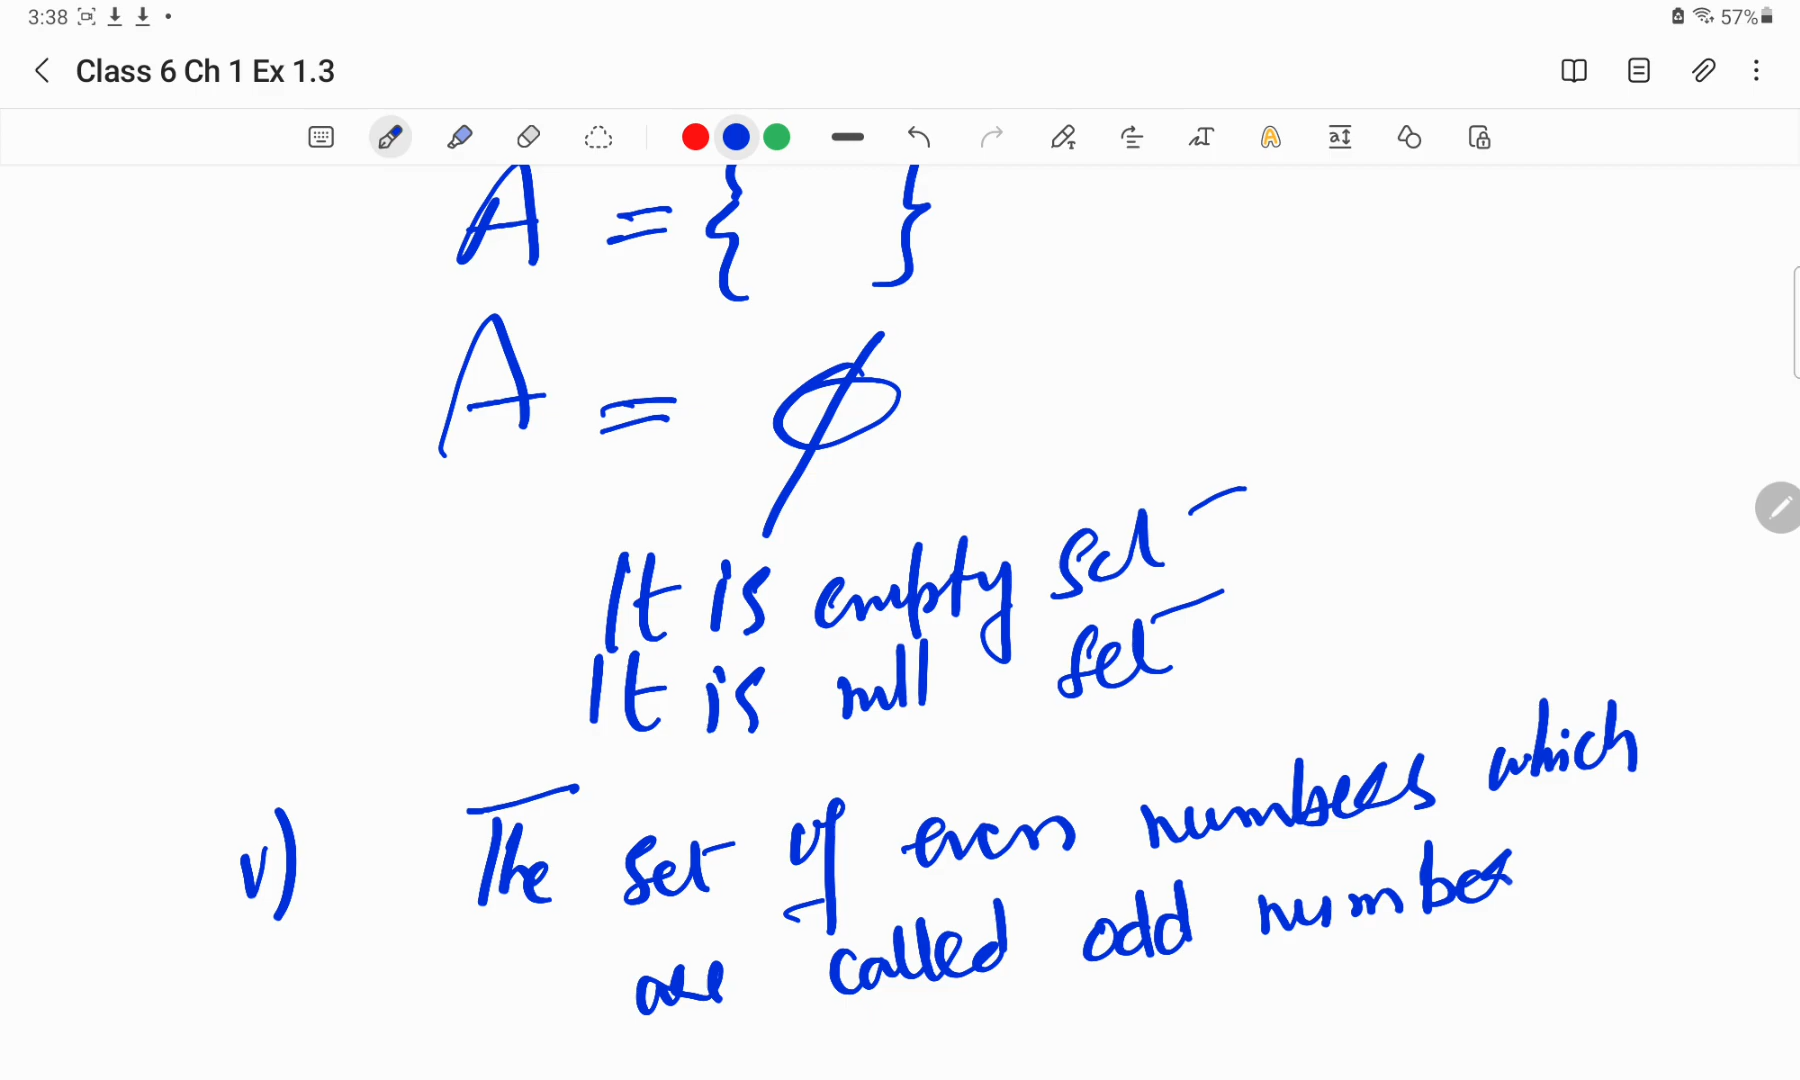 3:38 57%
Class 6 Ch 1 Ex 1.3
A = { }
A = ϕ
It is empty set
It is null set
v) The set of even numbers which
are called odd number